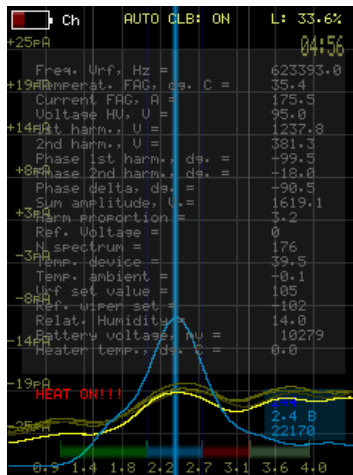 Ch AUTO CLB: ON L: 33.6%
+25pA 04:56
Freq. Vrf, Hz = 623393.0
+19pA Temperat. FAG, dg. C = 35.4
Current FAG, A = 175.5
Voltage HV, V = 95.0
+14pA 1st harm., V = 1237.8
2nd harm., V = 381.3
Phase 1st harm., dg. = -99.5
+8pA Phase 2nd harm., dg. = -18.0
Phase delta, dg. = -90.5
Sum amplitude, V.= 1619.1
+3pA Harm proportion = 3.2
Ref. Voltage = 0
N spectrum = 176
-3pA Temp. device = 39.5
Temp. ambient = -0.1
Vrf set value = 105
-8pA Ref. wiper set = -102
Relat. Humidity = 14.0
Battery voltage, mv = 10279
-14pA Heater temp., dg. C = 0.0
-19pA
HEAT ON!!!
2.4 B
-25pA 22170
0.9 1.4 1.8 2.2 2.7 3.1 3.6 4.0